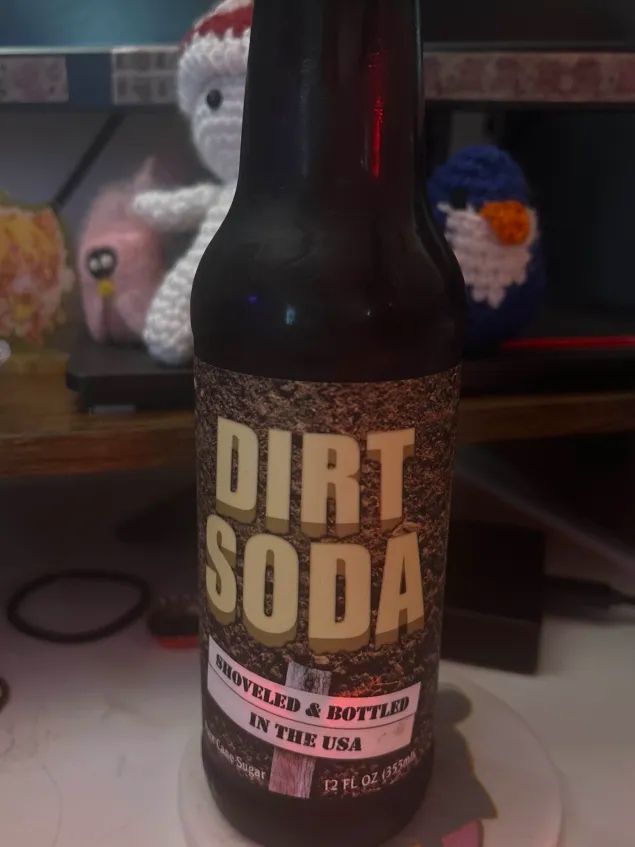 DIRT
SODA
SHOVELED & BOTTLED
IN THE USA
Cane Sugar
12 FL OZ (355ml)